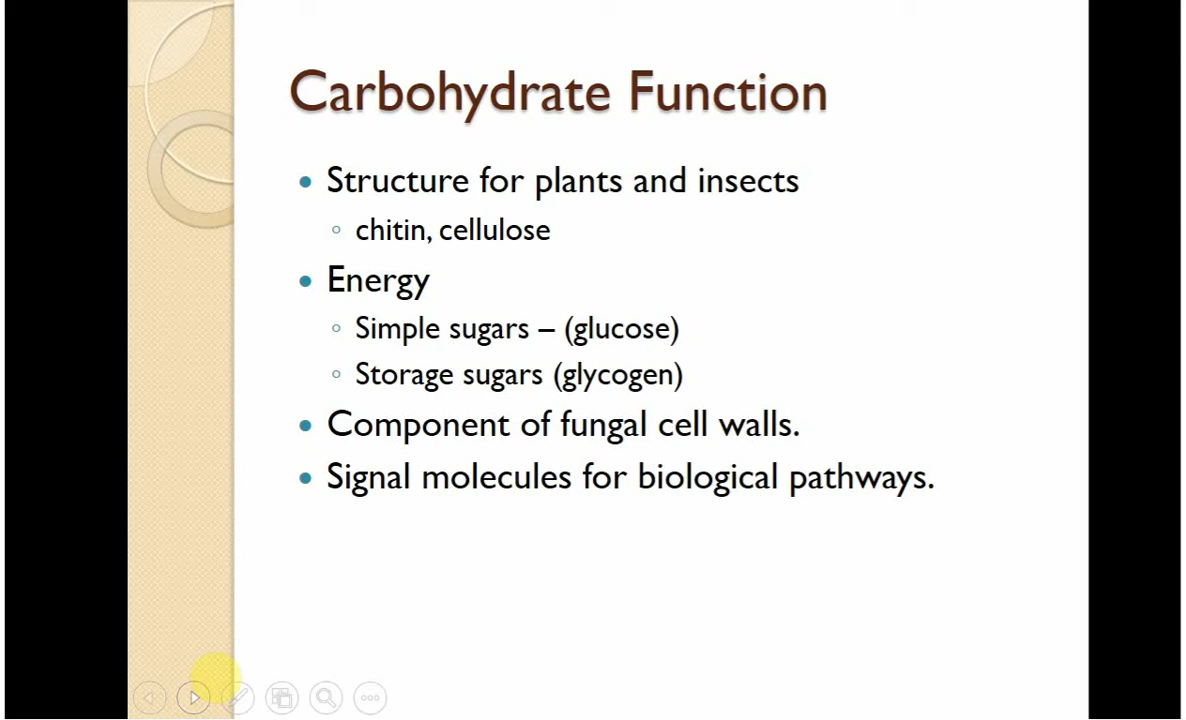 Carbohydrate Function
• Structure for plants and insects
◦ chitin, cellulose
• Energy
◦ Simple sugars – (glucose)
◦ Storage sugars (glycogen)
• Component of fungal cell walls.
• Signal molecules for biological pathways.